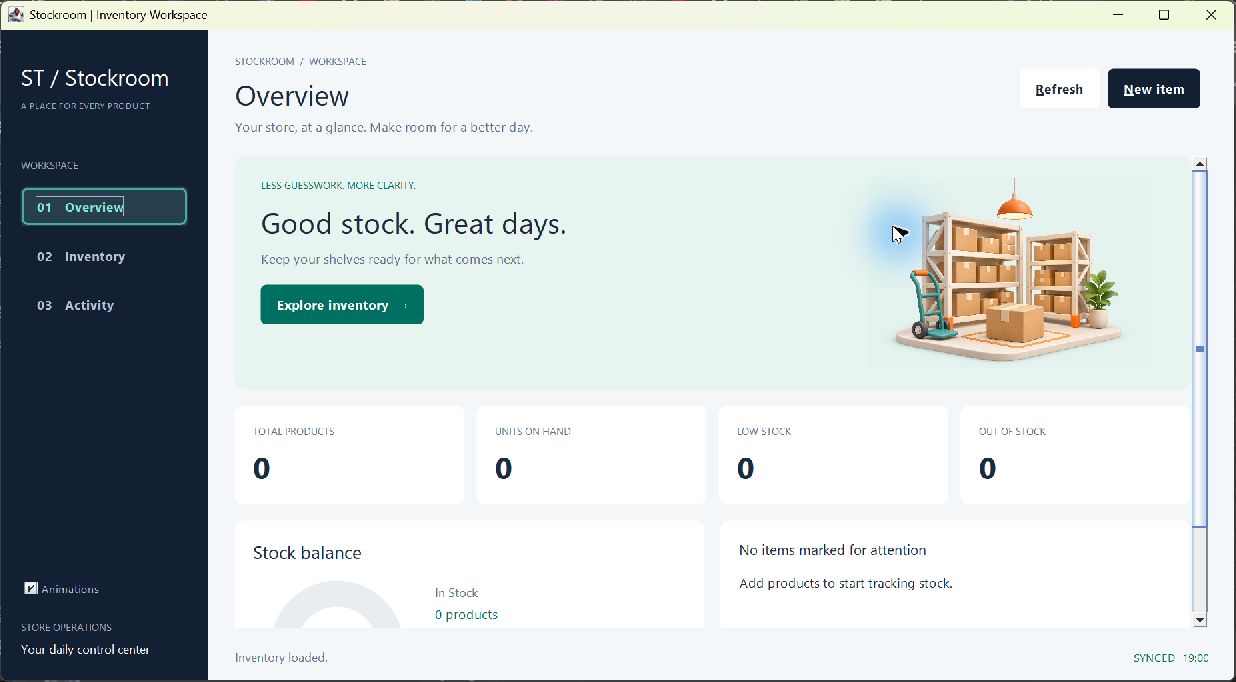 Stockroom | Inventory Workspace
ST / Stockroom
A PLACE FOR EVERY PRODUCT
WORKSPACE
01 Overview
02 Inventory
03 Activity
Animations
STORE OPERATIONS
Your daily control center
STOCKROOM / WORKSPACE
Overview
Your store, at a glance. Make room for a better day.
Refresh
New item
LESS GUESSWORK. MORE CLARITY.
Good stock. Great days.
Keep your shelves ready for what comes next.
Explore inventory
TOTAL PRODUCTS
0
UNITS ON HAND
0
LOW STOCK
0
OUT OF STOCK
0
Stock balance
In Stock
0 products
No items marked for attention
Add products to start tracking stock.
Inventory loaded.
SYNCED 19:00